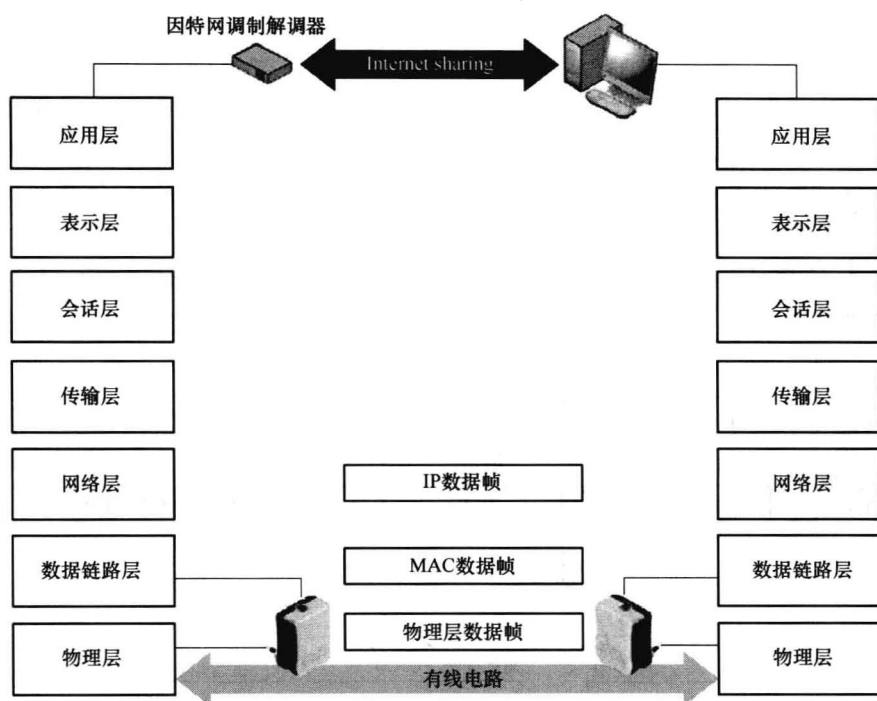 因特网调制解调器
Internet sharing
应用层
表示层
会话层
传输层
网络层
数据链路层
物理层
IP数据帧
MAC数据帧
物理层数据帧
有线电路
应用层
表示层
会话层
传输层
网络层
数据链路层
物理层